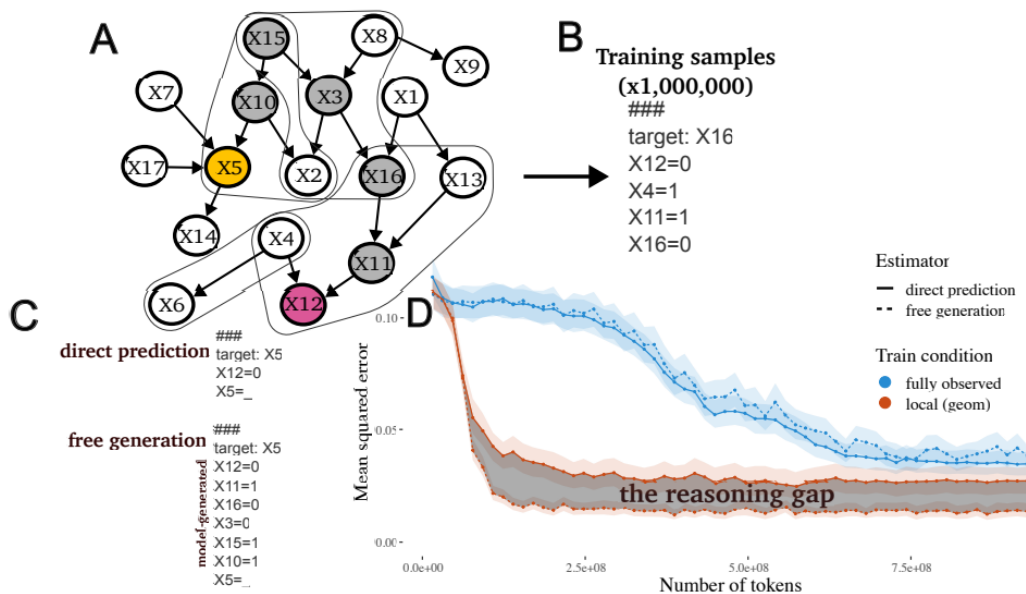 A
X15
X8
X9
X7
X10
X3
X1
X17
X5
X2
X16
X13
X14
X4
X11
X6
X12
B
Training samples
(x1,000,000)
###
target: X16
X12=0
X4=1
X11=1
X16=0
C
direct prediction
###
target: X5
X12=0
X5=_
free generation
model-generated
###
target: X5
X12=0
X11=1
X16=0
X3=0
X15=1
X10=1
X5=_
D
Estimator
direct prediction
free generation
Train condition
fully observed
local (geom)
Mean squared error
0.10
0.05
0.00
the reasoning gap
0.0e+00
2.5e+08
5.0e+08
7.5e+08
Number of tokens